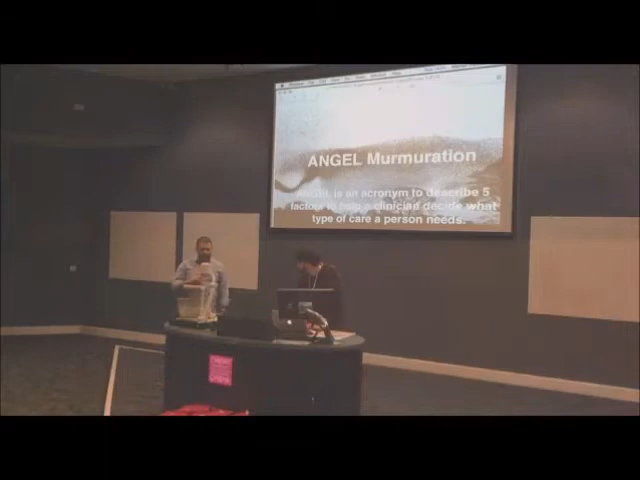 ANGEL Murmuration
ANGEL is an acronym to describe 5
factors to help a clinician decide what
type of care a person needs.